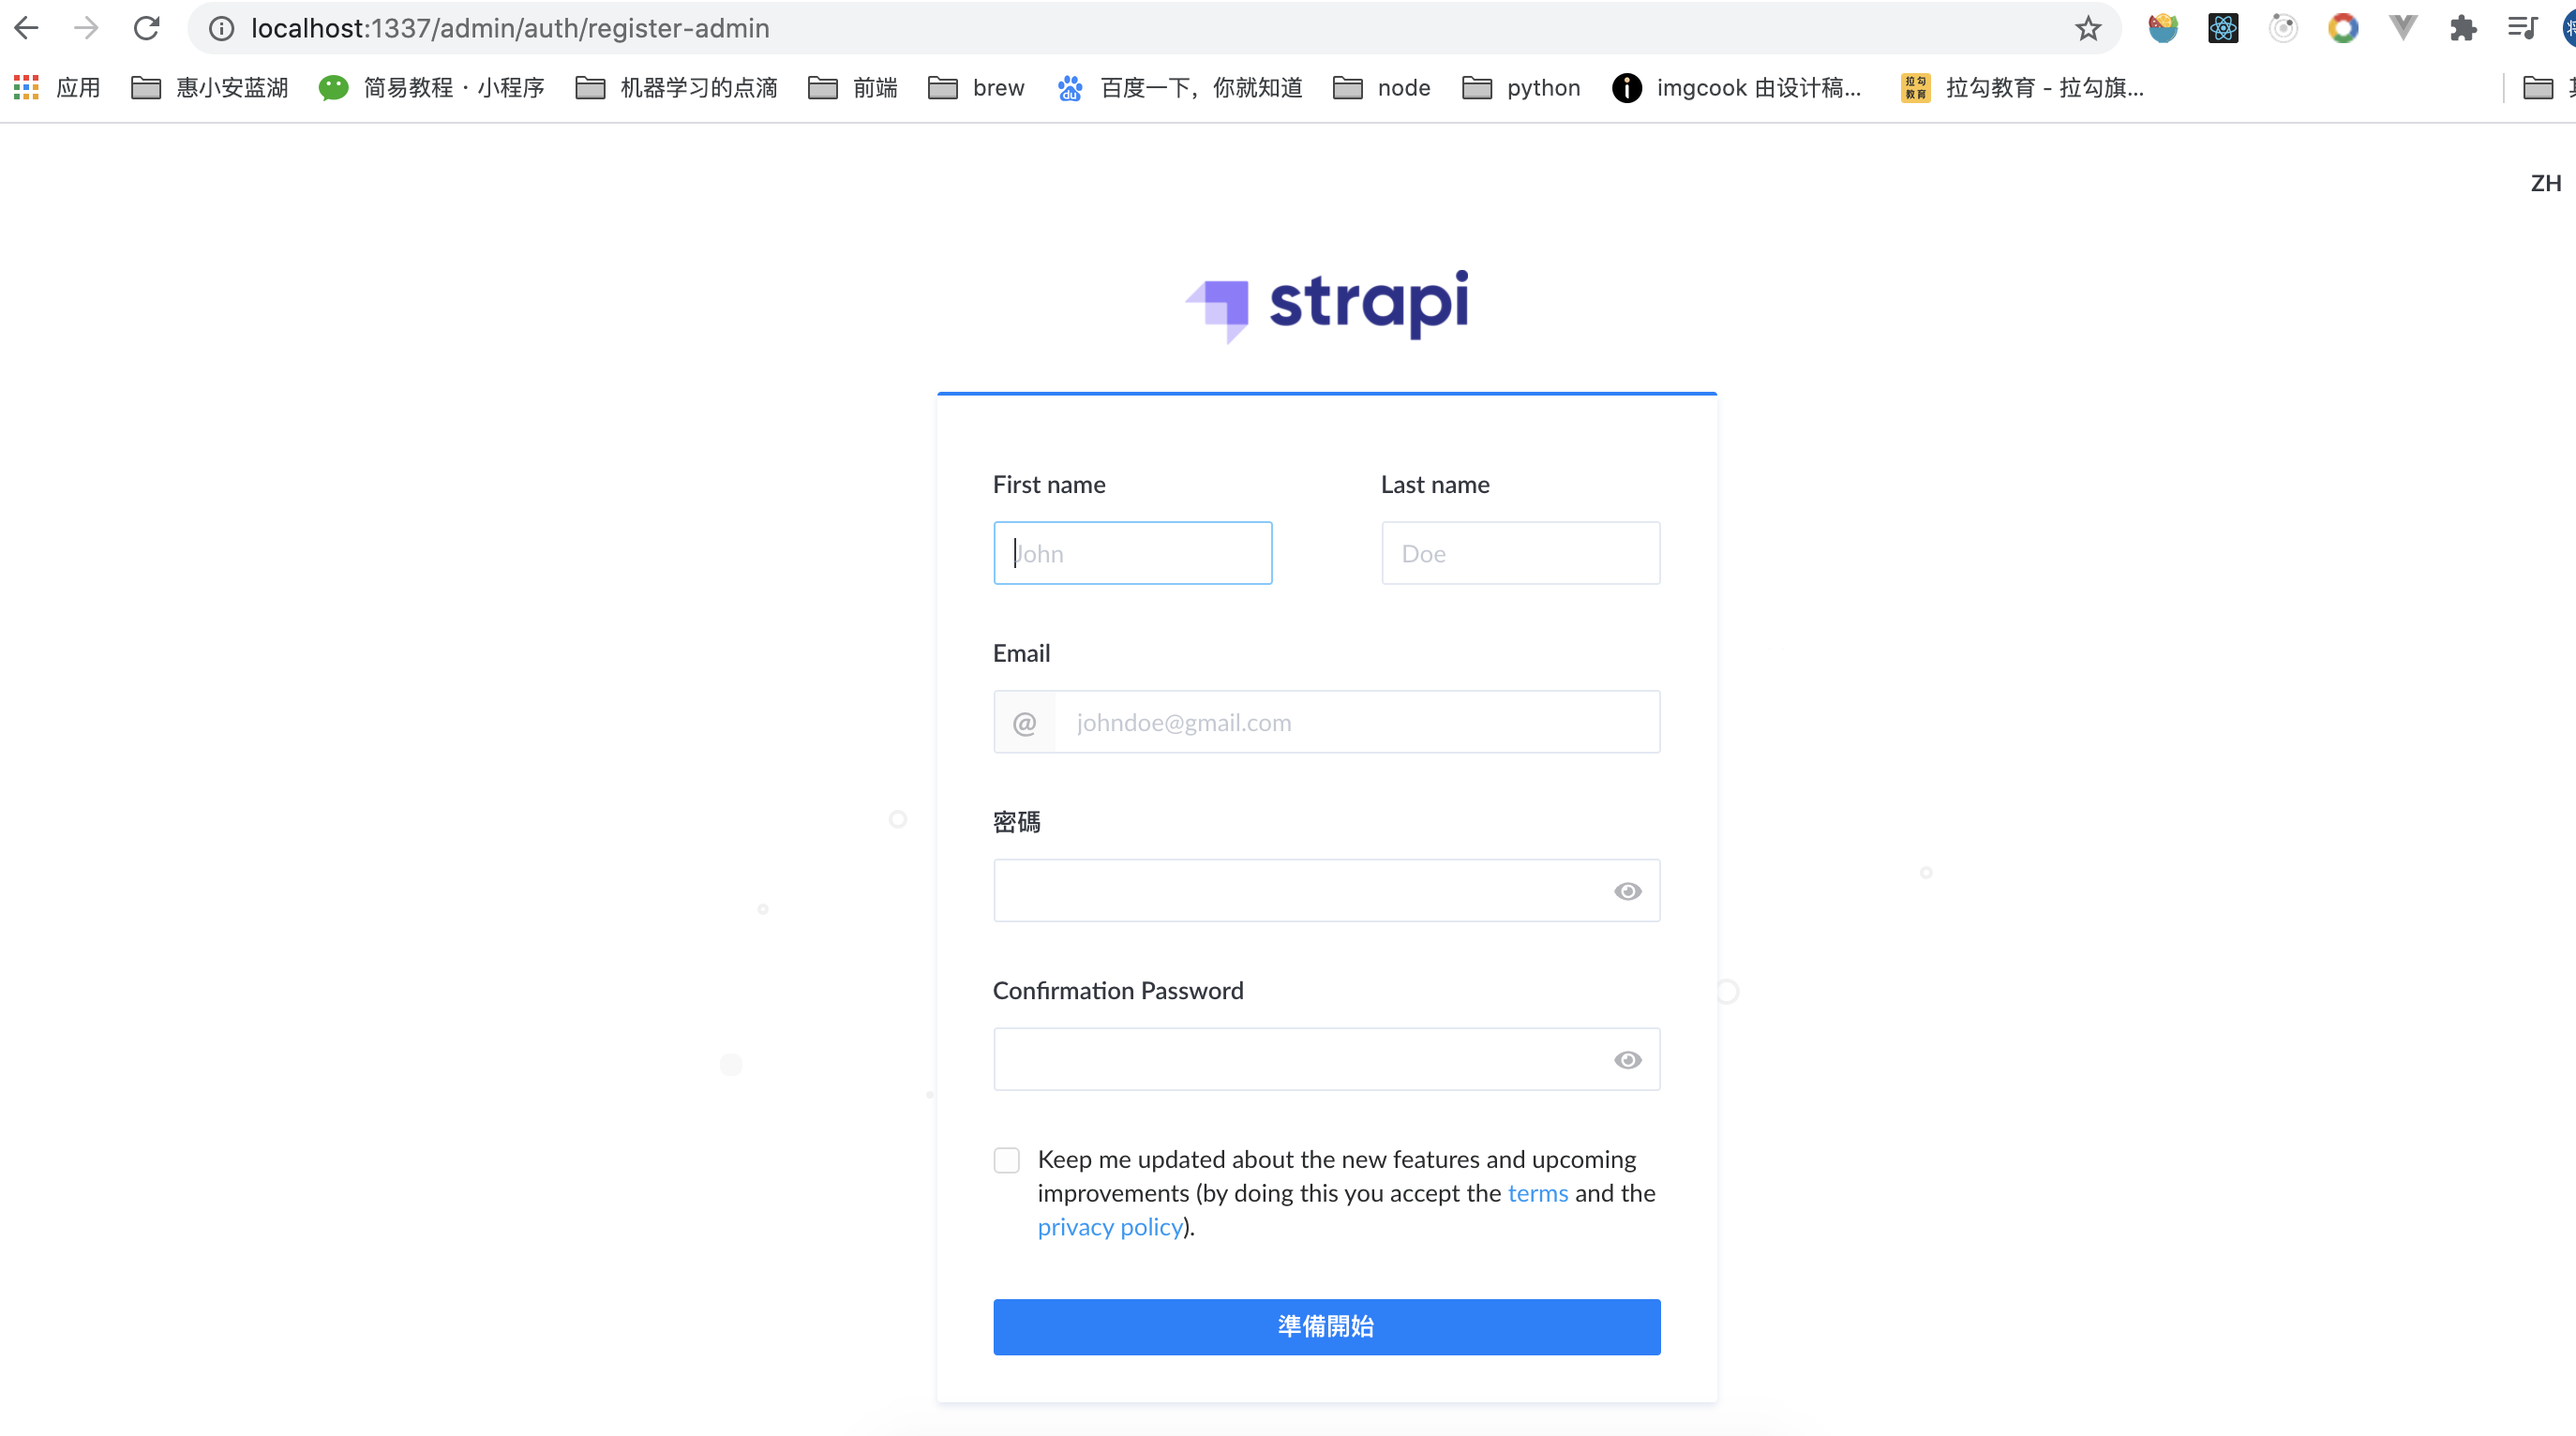 localhost:1337/admin/auth/register-admin
应用 惠小安蓝湖 简易教程 · 小程序 机器学习的点滴 前端 brew 百度一下，你就知道 node python imgcook 由设计稿... 拉勾教育 - 拉勾旗...
ZH
strapi
First name Last name
John Doe
Email
@ johndoe@gmail.com
密碼
Confirmation Password
Keep me updated about the new features and upcoming
improvements (by doing this you accept the terms and the
privacy policy).
準備開始